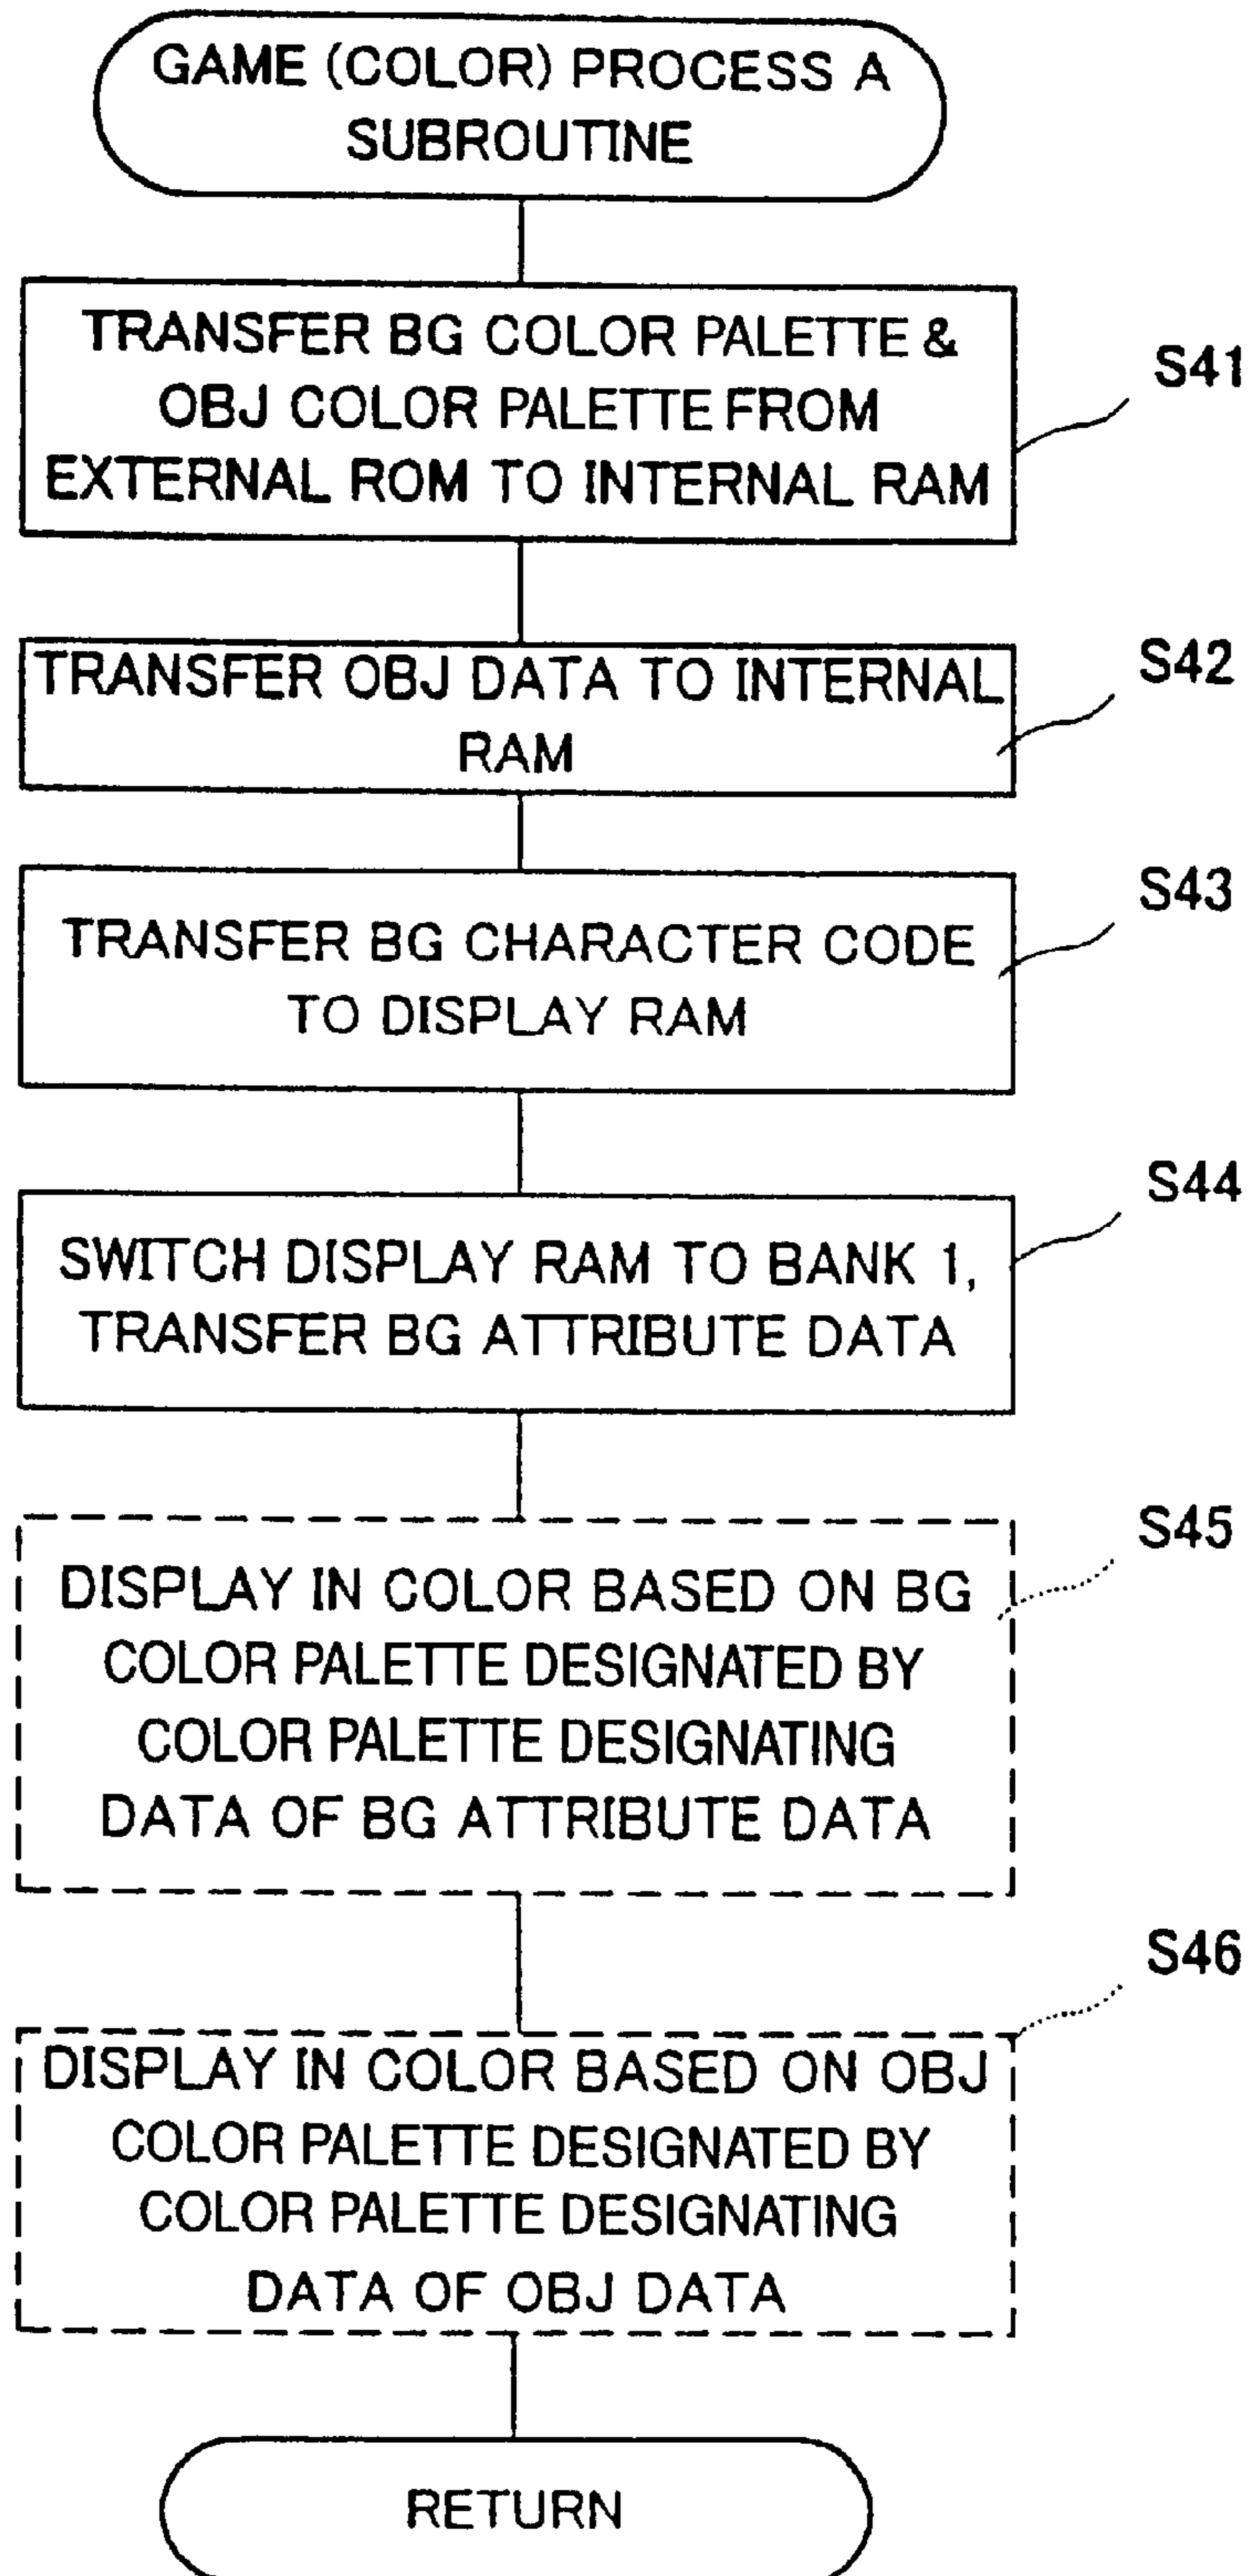 GAME (COLOR) PROCESS A
SUBROUTINE
TRANSFER BG COLOR PALETTE &
OBJ COLOR PALETTE FROM
EXTERNAL ROM TO INTERNAL RAM
S41
TRANSFER OBJ DATA TO INTERNAL
RAM
S42
TRANSFER BG CHARACTER CODE
TO DISPLAY RAM
S43
SWITCH DISPLAY RAM TO BANK 1,
TRANSFER BG ATTRIBUTE DATA
S44
DISPLAY IN COLOR BASED ON BG
COLOR PALETTE DESIGNATED BY
COLOR PALETTE DESIGNATING
DATA OF BG ATTRIBUTE DATA
S45
DISPLAY IN COLOR BASED ON OBJ
COLOR PALETTE DESIGNATED BY
COLOR PALETTE DESIGNATING
DATA OF OBJ DATA
S46
RETURN